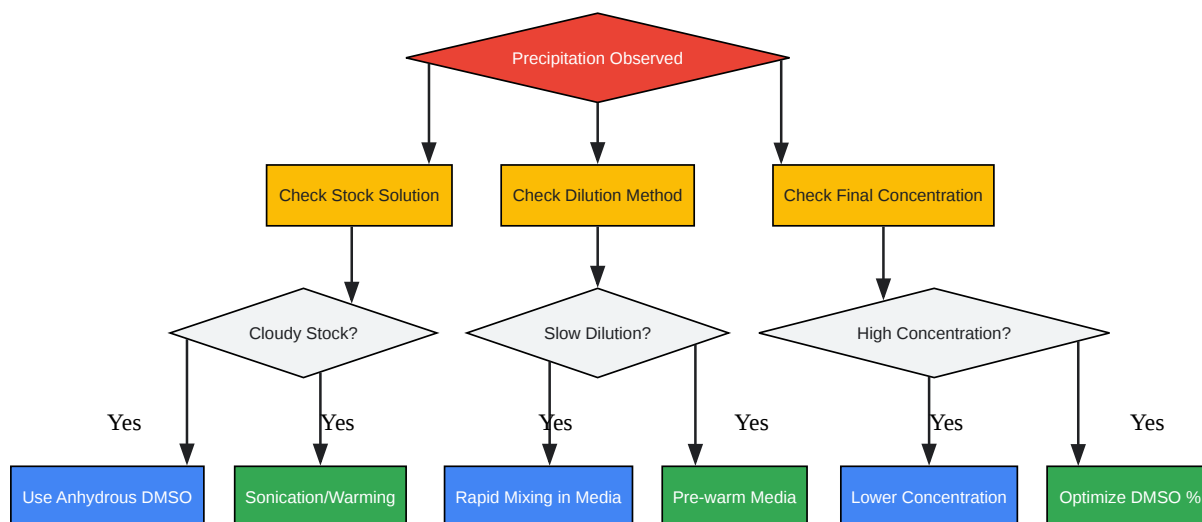 Precipitation Observed
Check Stock Solution
Check Dilution Method
Check Final Concentration
Cloudy Stock?
Slow Dilution?
High Concentration?
Yes
Yes
Yes
Yes
Yes
Yes
Use Anhydrous DMSO
Sonication/Warming
Rapid Mixing in Media
Pre-warm Media
Lower Concentration
Optimize DMSO %